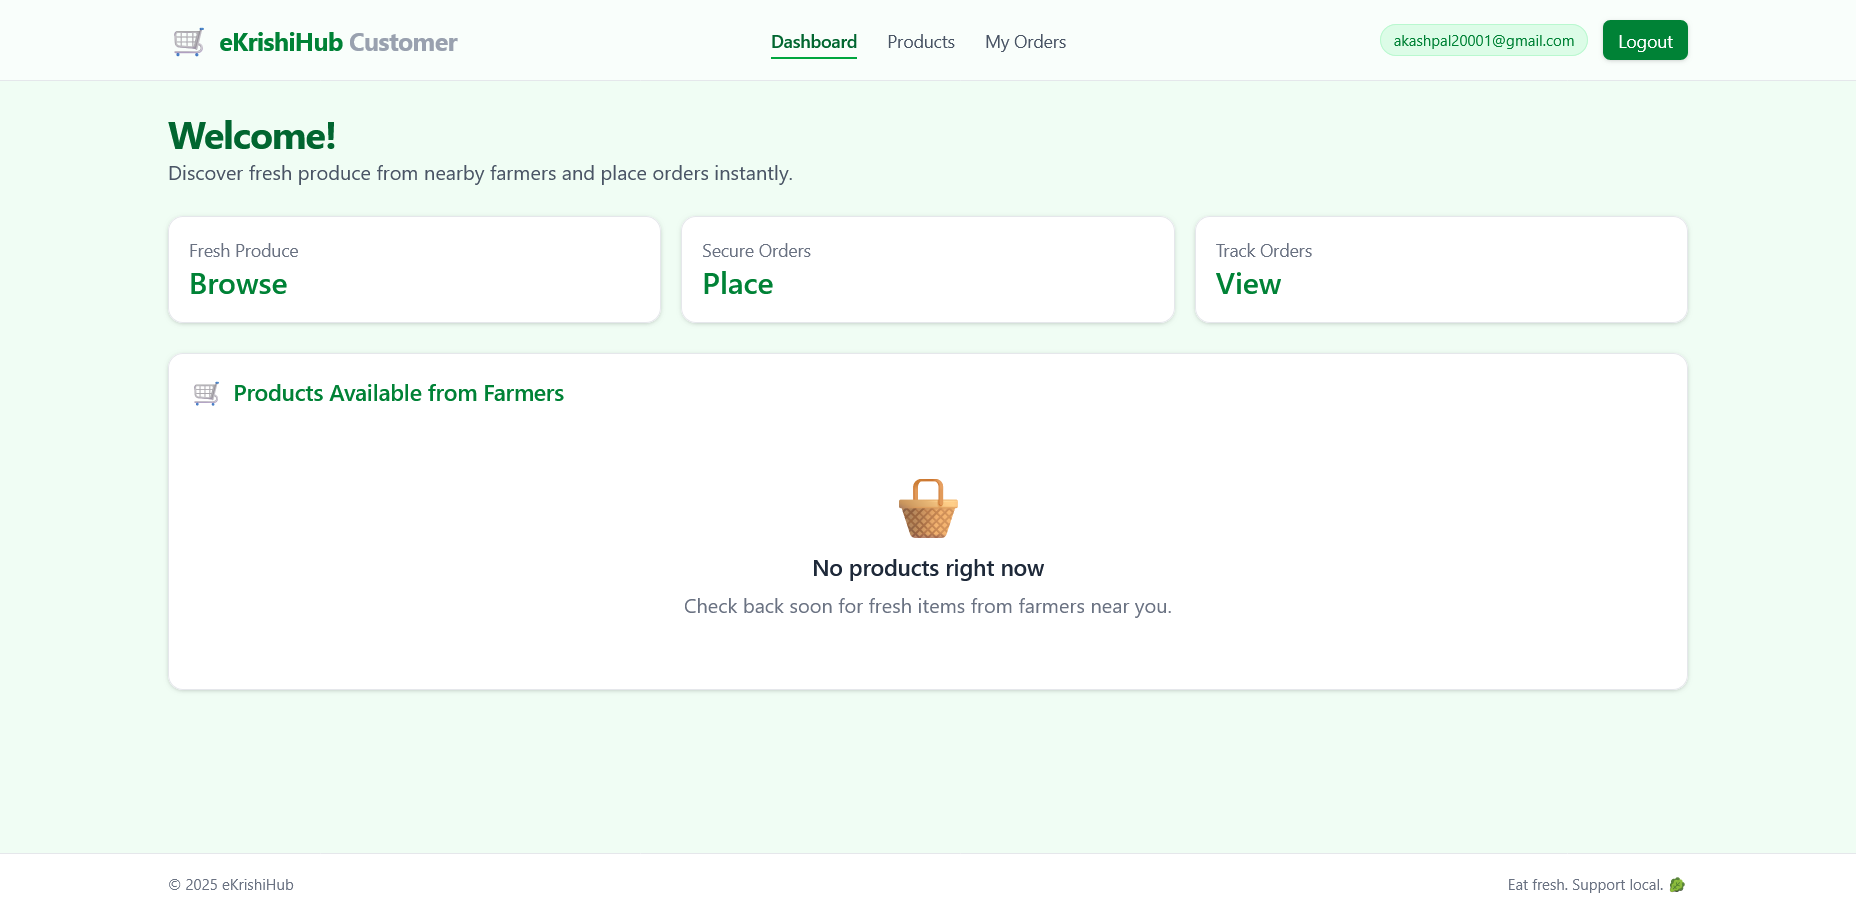 eKrishiHub Customer
Dashboard Products My Orders
akashpal20001@gmail.com
Logout
Welcome!
Discover fresh produce from nearby farmers and place orders instantly.
Fresh Produce
Browse
Secure Orders
Place
Track Orders
View
Products Available from Farmers
No products right now
Check back soon for fresh items from farmers near you.
© 2025 eKrishiHub
Eat fresh. Support local.